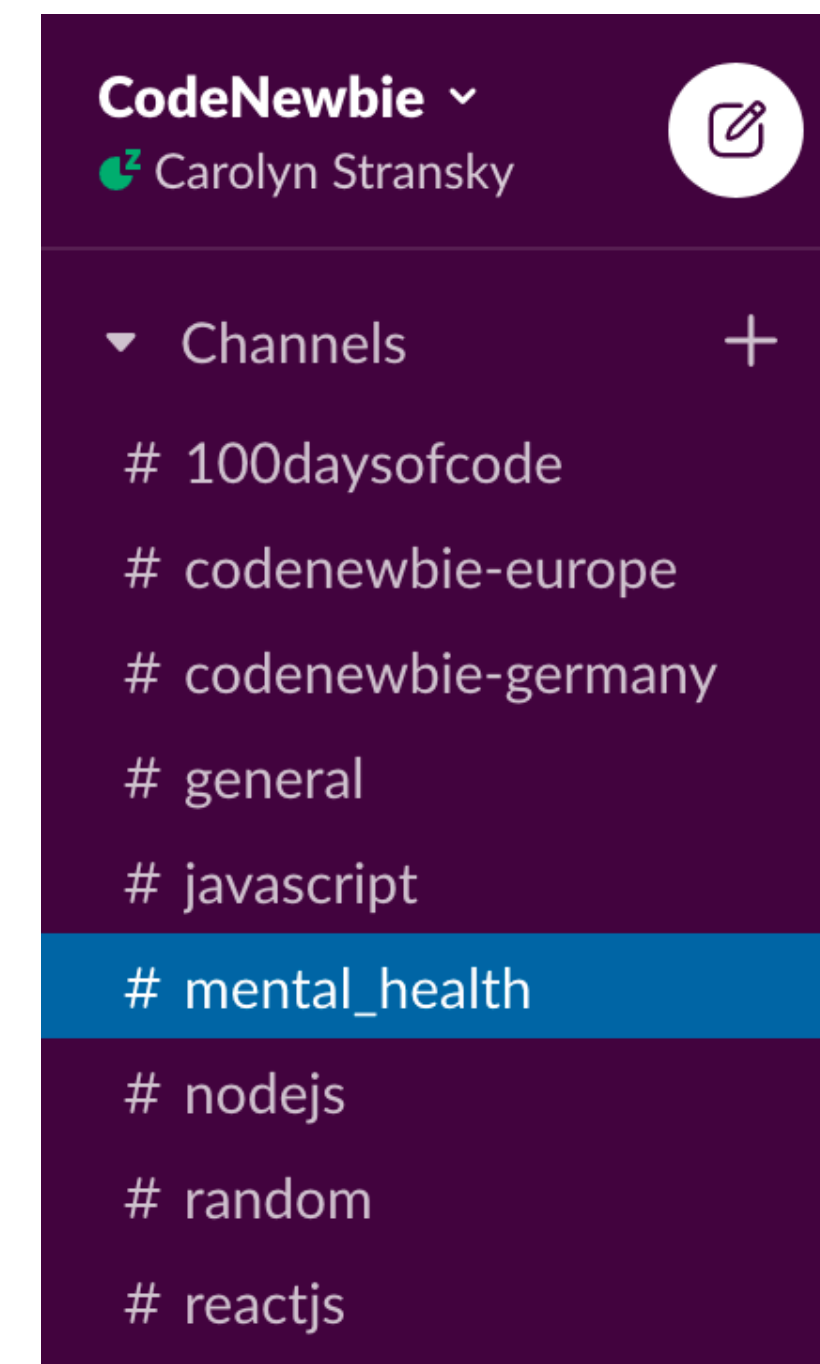 CodeNewbie
Carolyn Stransky
Channels
# 100daysofcode
# codenewbie-europe
# codenewbie-germany
# general
# javascript
# mental_health
# nodejs
# random
# reactjs